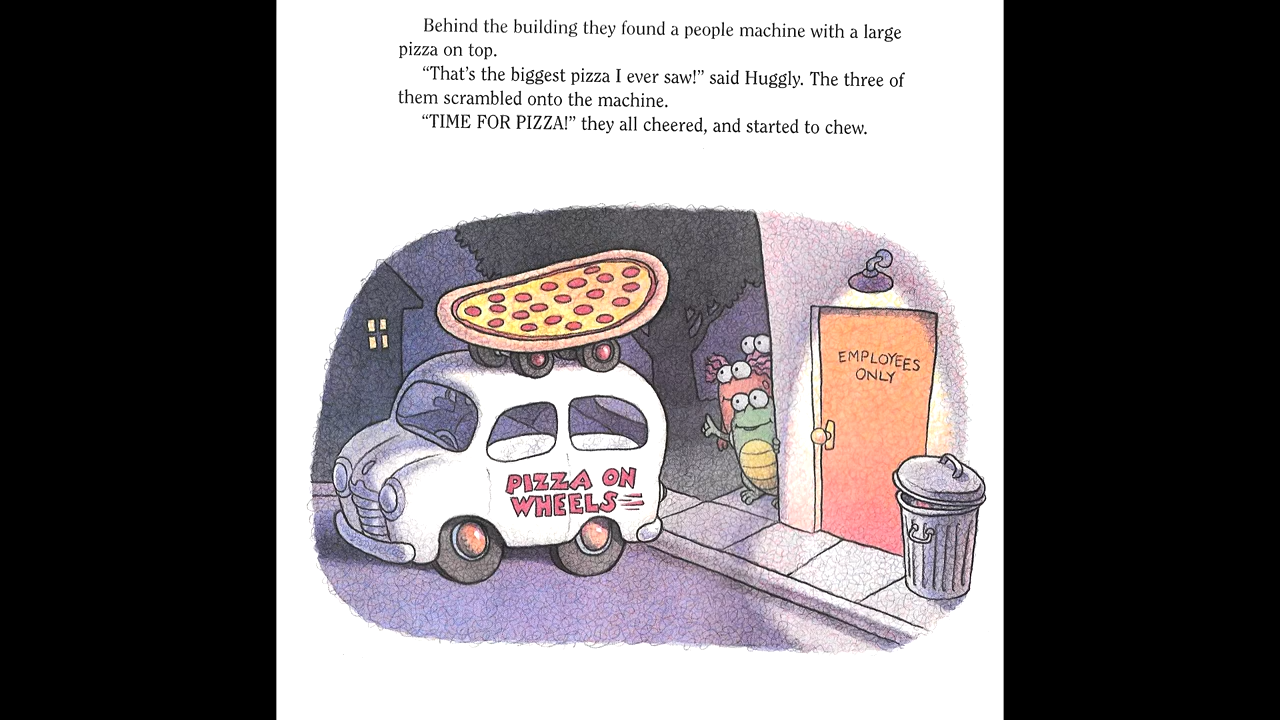 Behind the building they found a people machine with a large
pizza on top.
“That’s the biggest pizza I ever saw!” said Huggly. The three of
them scrambled onto the machine.
“TIME FOR PIZZA!” they all cheered, and started to chew.
EMPLOYEES
ONLY
PIZZA ON
WHEELS